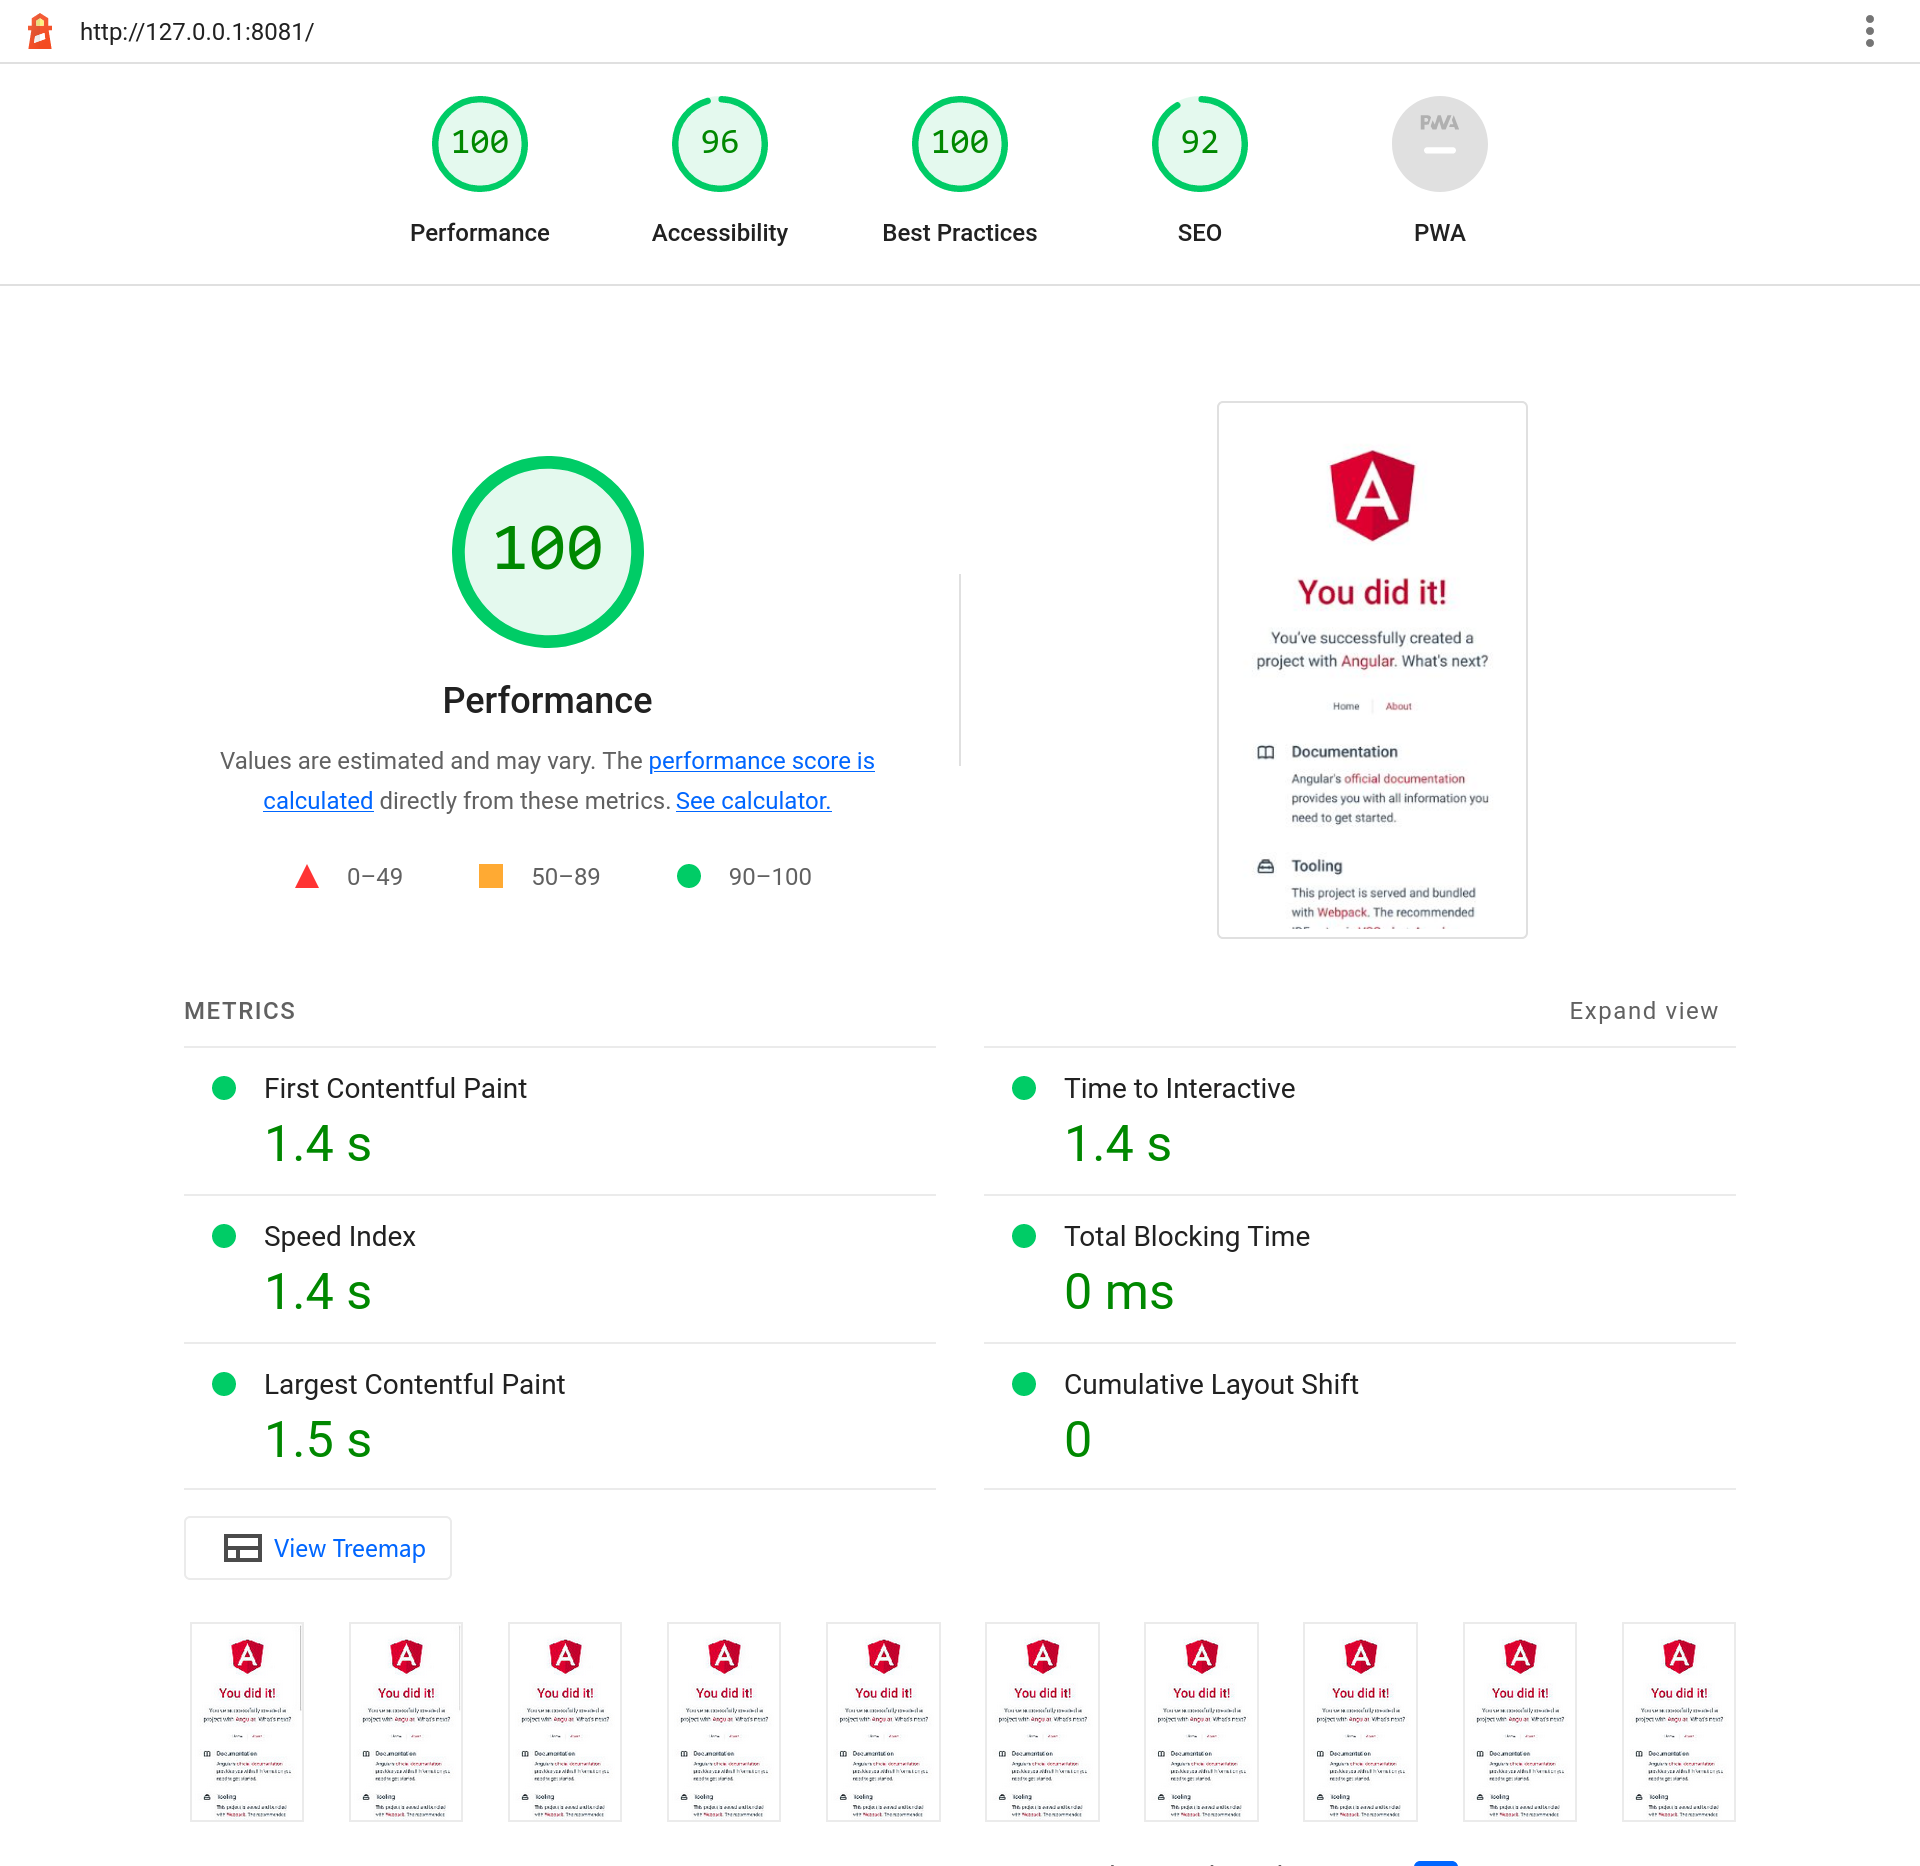 http://127.0.0.1:8081/
100
96
100
92
PWA
Performance
Accessibility
Best Practices
SEO
PWA
100
Performance
Values are estimated and may vary. The performance score is
calculated directly from these metrics. See calculator.
0–49
50–89
90–100
You did it!
You've successfully created a
project with Angular. What's next?
Home
About
Documentation
Angular's official documentation
provides you with all information you
need to get started.
Tooling
This project is served and bundled
with Webpack. The recommended
METRICS
Expand view
First Contentful Paint
1.4 s
Time to Interactive
1.4 s
Speed Index
1.4 s
Total Blocking Time
0 ms
Largest Contentful Paint
1.5 s
Cumulative Layout Shift
0
View Treemap
You did it!
You did it!
You did it!
You did it!
You did it!
You did it!
You did it!
You did it!
You did it!
You did it!